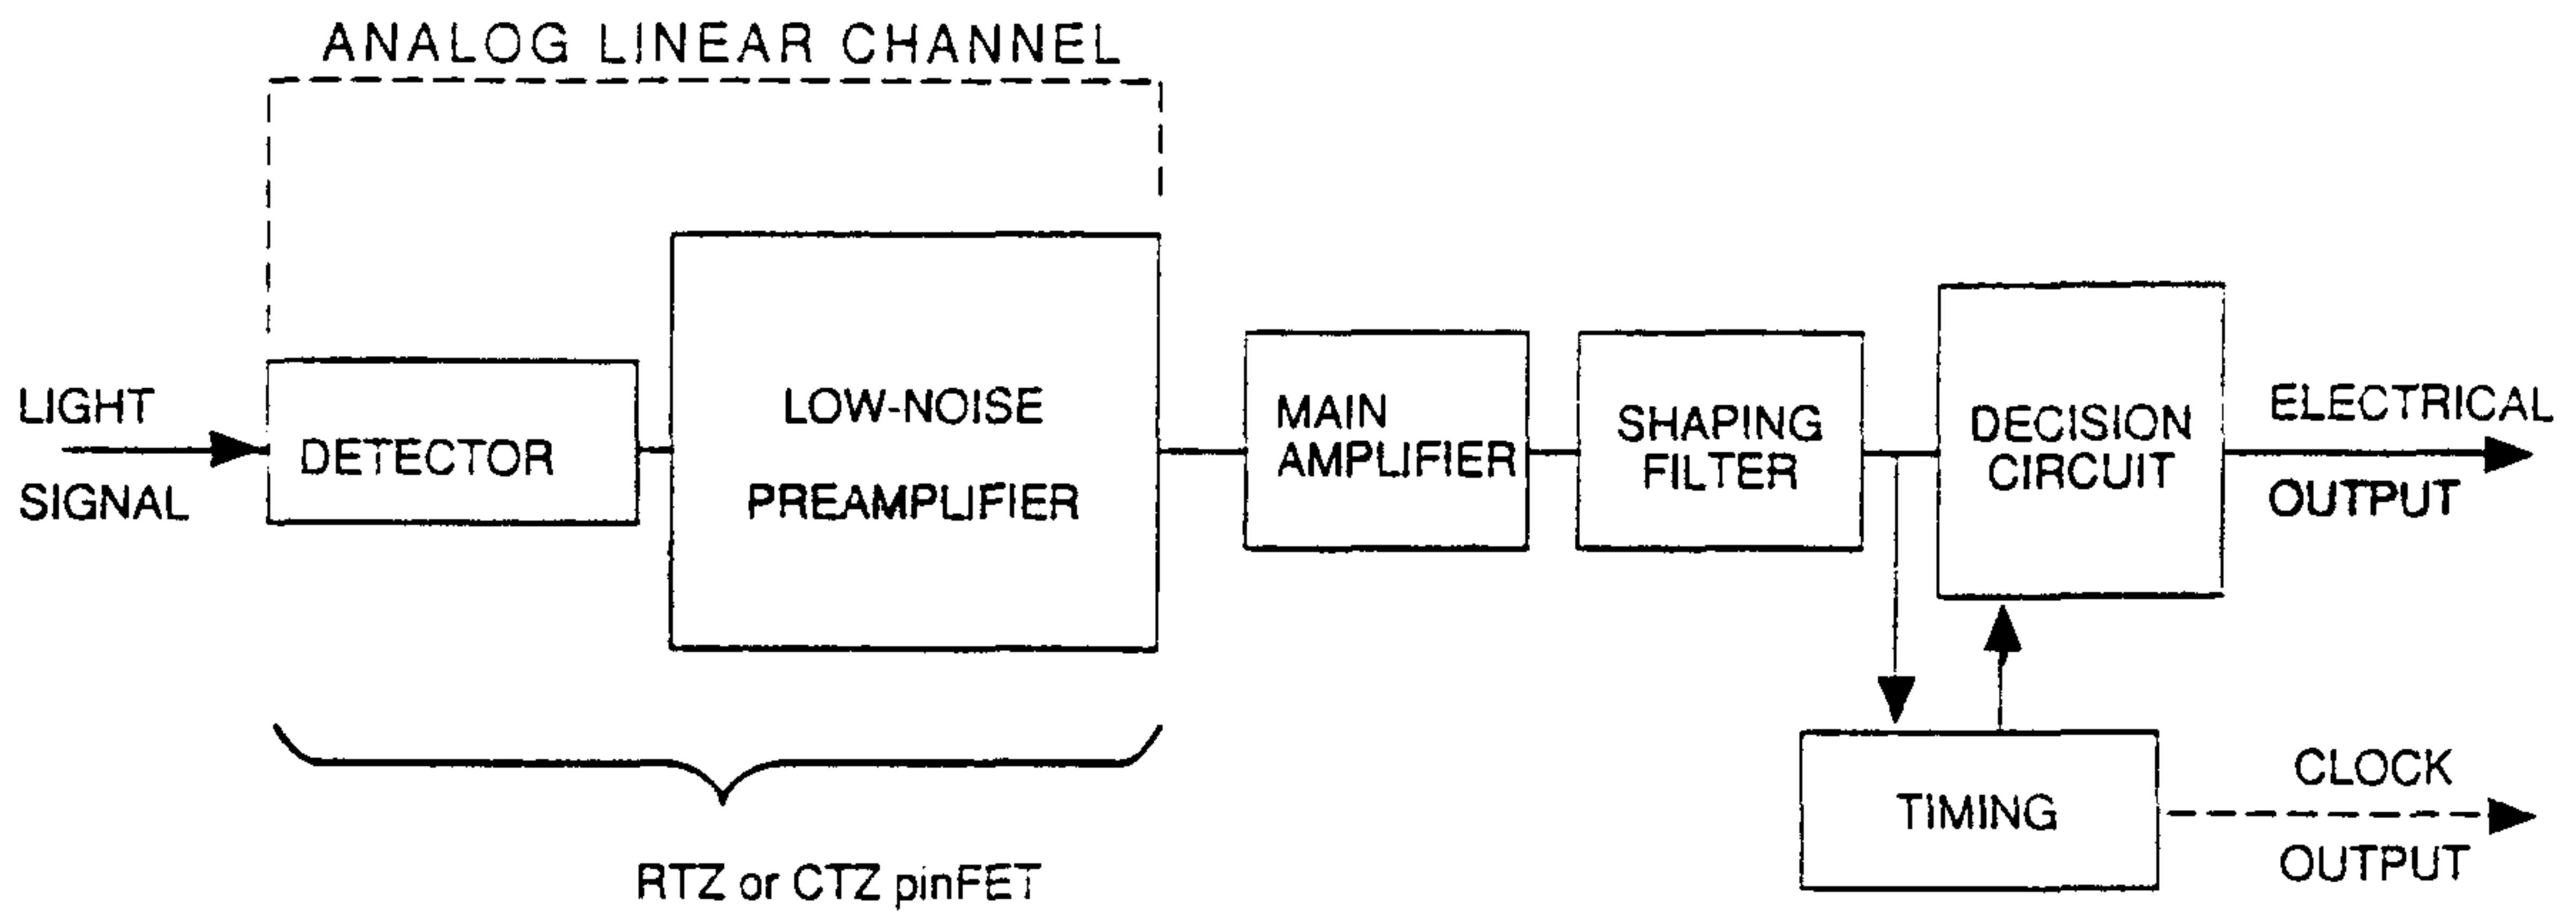 ANALOG LINEAR CHANNEL
LIGHT
SIGNAL
DETECTOR
LOW-NOISE
PREAMPLIFIER
MAIN
AMPLIFIER
SHAPING
FILTER
DECISION
CIRCUIT
ELECTRICAL
OUTPUT
TIMING
CLOCK
OUTPUT
RTZ or CTZ pinFET